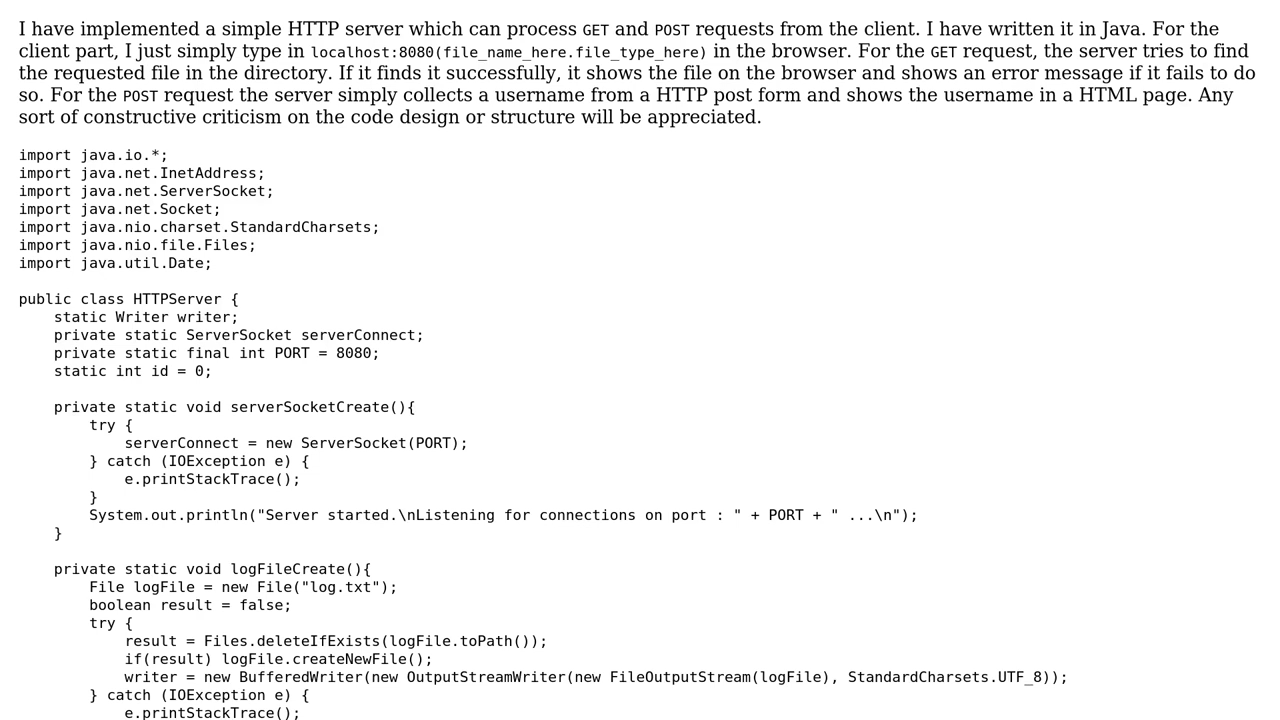 I have implemented a simple HTTP server which can process GET and POST requests from the client. I have written it in Java. For the
client part, I just simply type in localhost:8080(file_name_here.file_type_here) in the browser. For the GET request, the server tries to find
the requested file in the directory. If it finds it successfully, it shows the file on the browser and shows an error message if it fails to do
so. For the POST request the server simply collects a username from a HTTP post form and shows the username in a HTML page. Any
sort of constructive criticism on the code design or structure will be appreciated.
import java.io.*;
import java.net.InetAddress;
import java.net.ServerSocket;
import java.net.Socket;
import java.nio.charset.StandardCharsets;
import java.nio.file.Files;
import java.util.Date;
public class HTTPServer {
    static Writer writer;
    private static ServerSocket serverConnect;
    private static final int PORT = 8080;
    static int id = 0;
    private static void serverSocketCreate(){
        try {
            serverConnect = new ServerSocket(PORT);
        } catch (IOException e) {
            e.printStackTrace();
        }
        System.out.println("Server started.\nListening for connections on port : " + PORT + " ...\n");
    }
    private static void logFileCreate(){
        File logFile = new File("log.txt");
        boolean result = false;
        try {
            result = Files.deleteIfExists(logFile.toPath());
            if(result) logFile.createNewFile();
            writer = new BufferedWriter(new OutputStreamWriter(new FileOutputStream(logFile), StandardCharsets.UTF_8));
        } catch (IOException e) {
            e.printStackTrace();